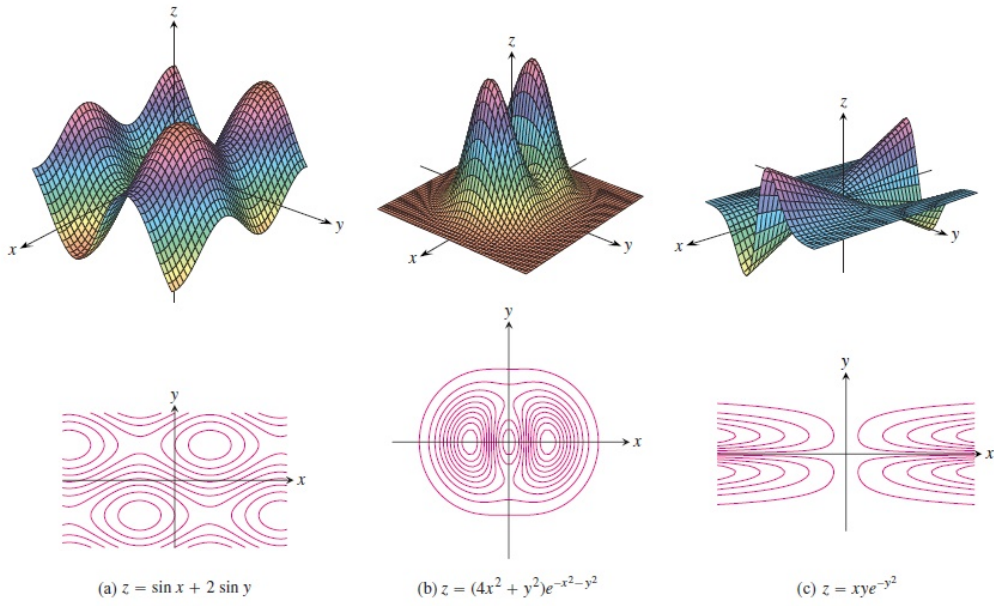 z
z
z
x
y
x
y
x
y
y
x
y
x
y
x
(a) z = sin x + 2 sin y
(b) z = (4x² + y²)e^{−x²−y²}
(c) z = xye^{−y²}